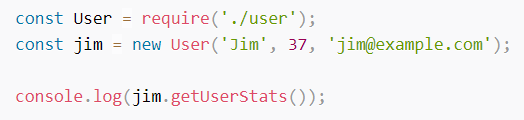 const User = require('./user');
const jim = new User('Jim', 37, 'jim@example.com');
console.log(jim.getUserStats());